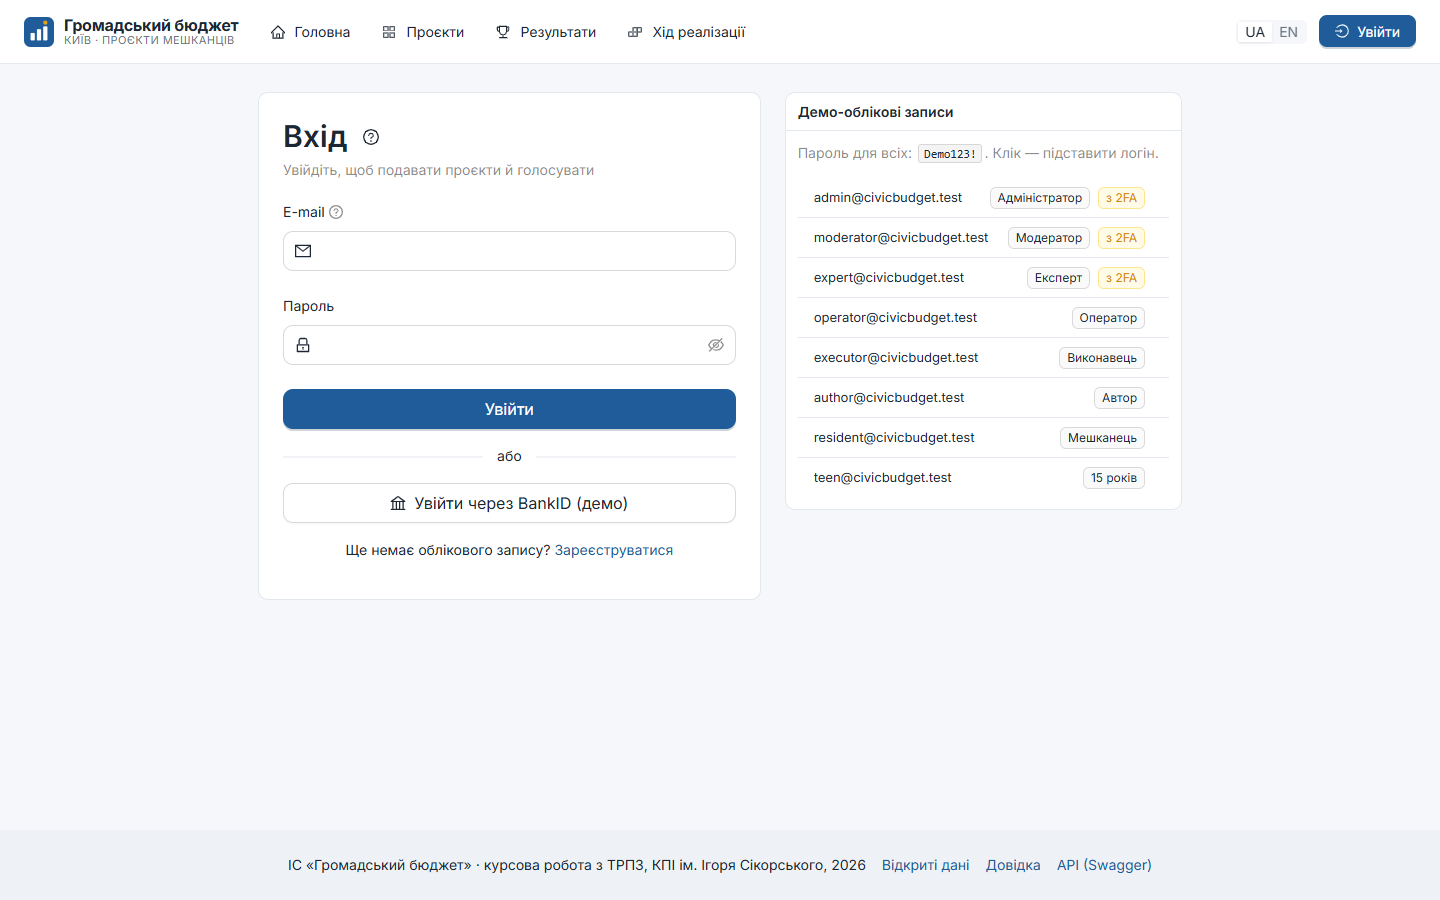 Громадський бюджет
КИЇВ · ПРОЄКТИ МЕШКАНЦІВ
Головна
Проєкти
Результати
Хід реалізації
UA EN
Увійти
Вхід
Увійдіть, щоб подавати проєкти й голосувати
E-mail
Пароль
Увійти
або
Увійти через BankID (демо)
Ще немає облікового запису? Зареєструватися
Демо-облікові записи
Пароль для всіх: Demo123! . Клік — підставити логін.
admin@civicbudget.test Адміністратор з 2FA
moderator@civicbudget.test Модератор з 2FA
expert@civicbudget.test Експерт з 2FA
operator@civicbudget.test Оператор
executor@civicbudget.test Виконавець
author@civicbudget.test Автор
resident@civicbudget.test Мешканець
teen@civicbudget.test 15 років
ІС «Громадський бюджет» · курсова робота з ТРПЗ, КПІ ім. Ігоря Сікорського, 2026 Відкриті дані Довідка API (Swagger)